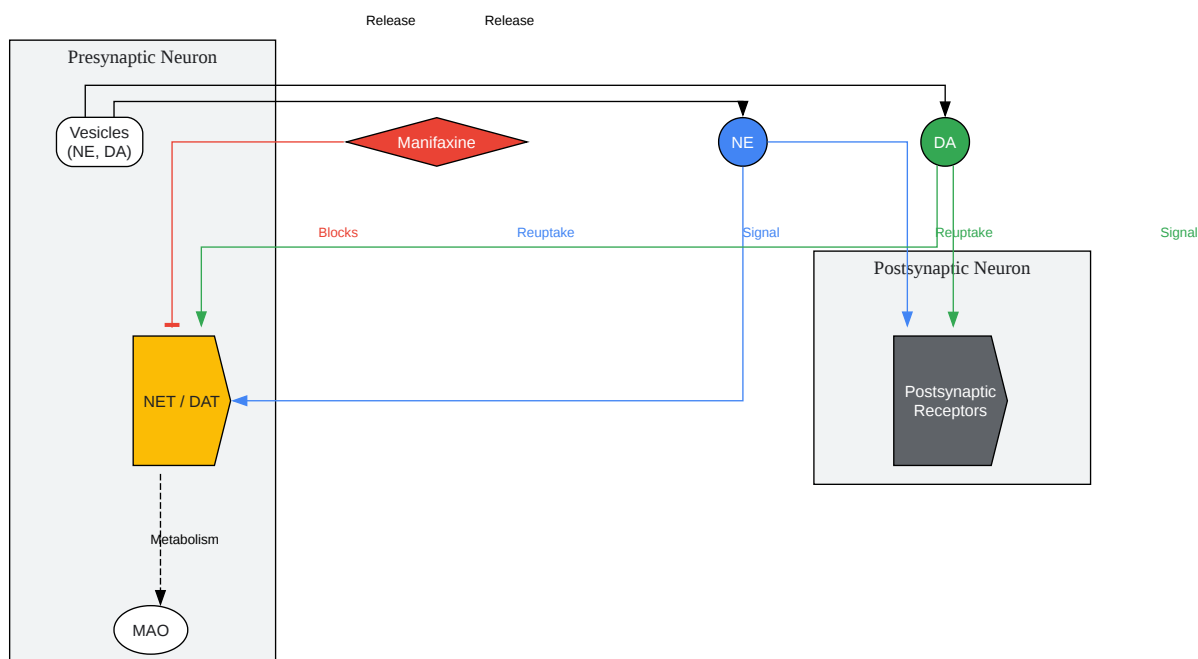 Release
Release
Presynaptic Neuron
Vesicles
(NE, DA)
Manifaxine
NE
DA
Blocks
Reuptake
Signal
Reuptake
Signal
Postsynaptic Neuron
NET / DAT
Postsynaptic
Receptors
Metabolism
MAO